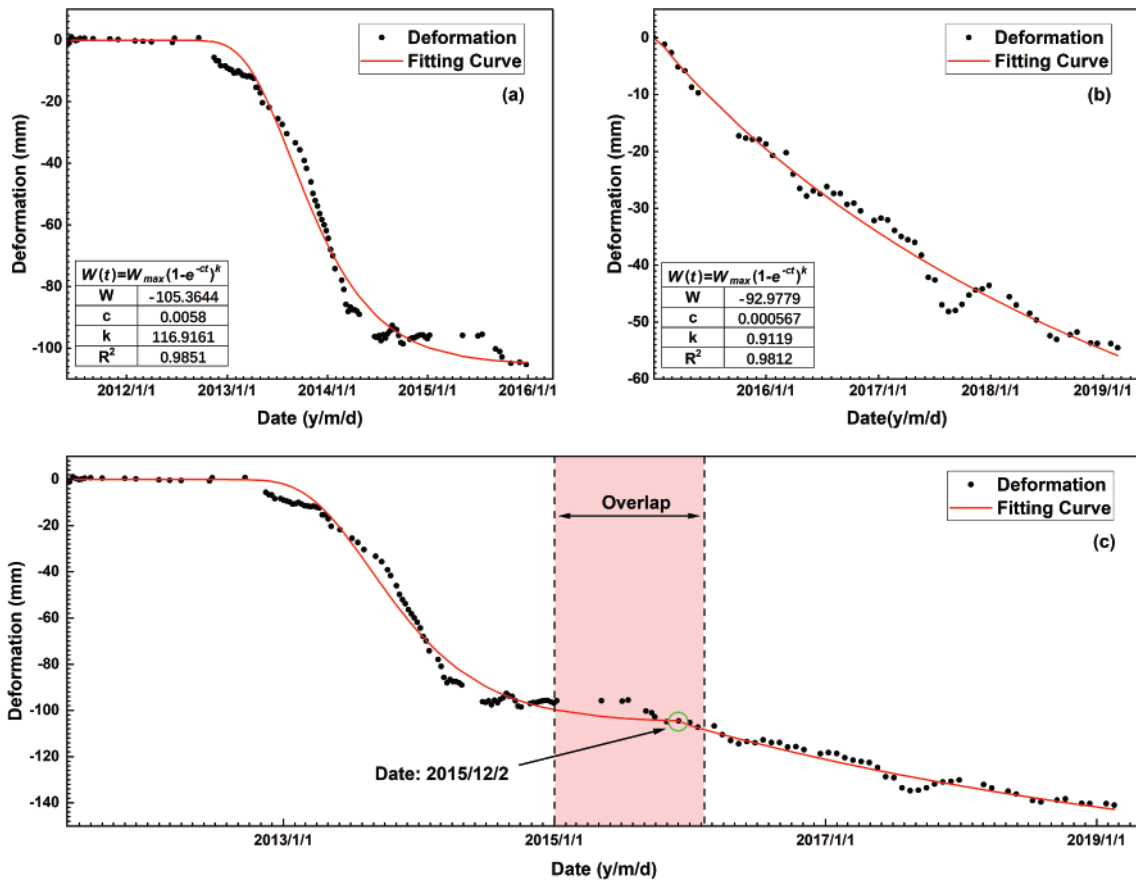 Deformation
Fitting Curve
(a)
0
-20
-40
-60
-80
-100
Deformation (mm)
W(t)=W max (1-e^-ct)^k
W -105.3644
c 0.0058
k 116.9161
R² 0.9851
2012/1/1 2013/1/1 2014/1/1 2015/1/1 2016/1/1
Date (y/m/d)
Deformation
Fitting Curve
(b)
0
-10
-20
-30
-40
-50
-60
Deformation (mm)
W(t)=W max (1-e^-ct)^k
W -92.9779
c 0.000567
k 0.9119
R² 0.9812
2016/1/1 2017/1/1 2018/1/1 2019/1/1
Date(y/m/d)
Deformation
Fitting Curve
(c)
Overlap
0
-20
-40
-60
-80
-100
-120
-140
Deformation (mm)
Date: 2015/12/2
2013/1/1 2015/1/1 2017/1/1 2019/1/1
Date (y/m/d)